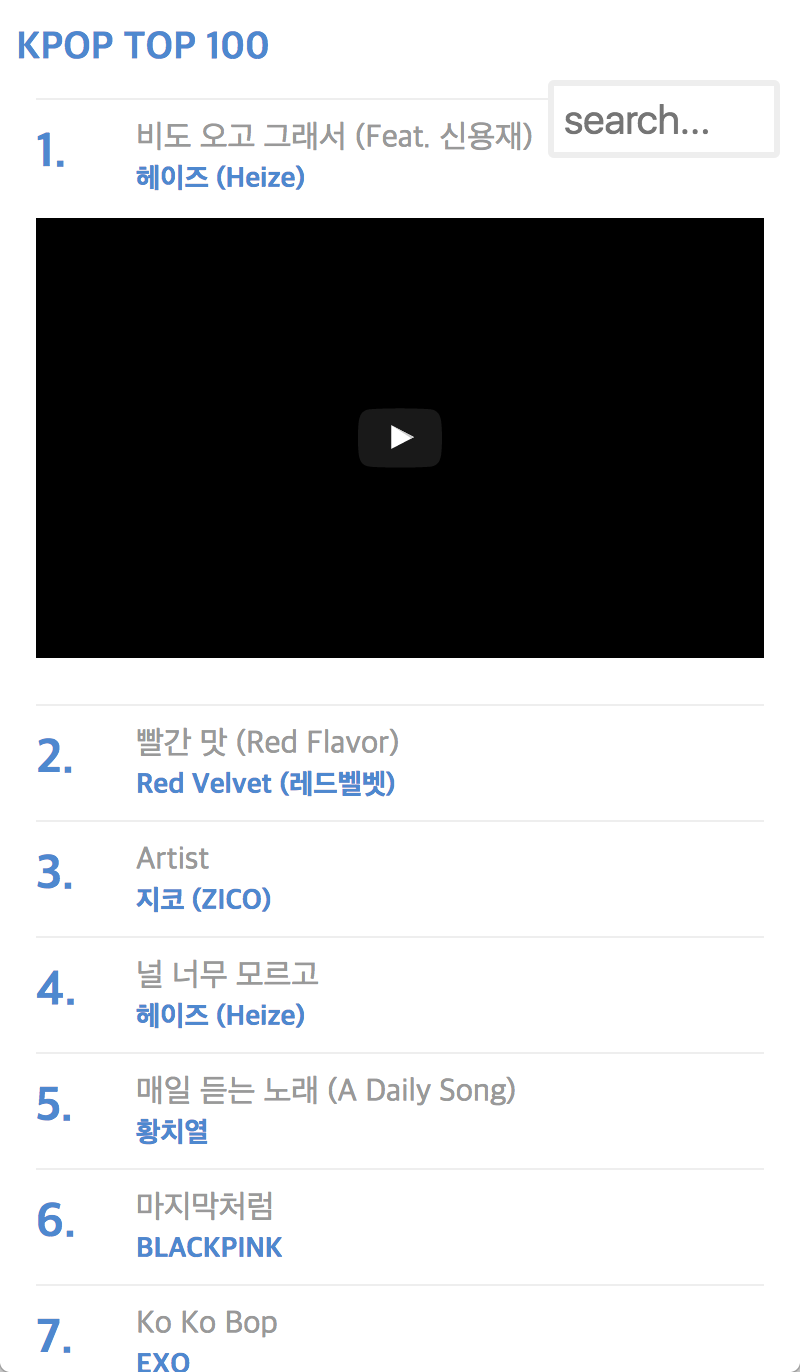 KPOP TOP 100
search...
1.
비도 오고 그래서 (Feat. 신용재)
헤이즈 (Heize)
2.
빨간 맛 (Red Flavor)
Red Velvet (레드벨벳)
3.
Artist
지코 (ZICO)
4.
널 너무 모르고
헤이즈 (Heize)
5.
매일 듣는 노래 (A Daily Song)
황치열
6.
마지막처럼
BLACKPINK
7.
Ko Ko Bop
EXO